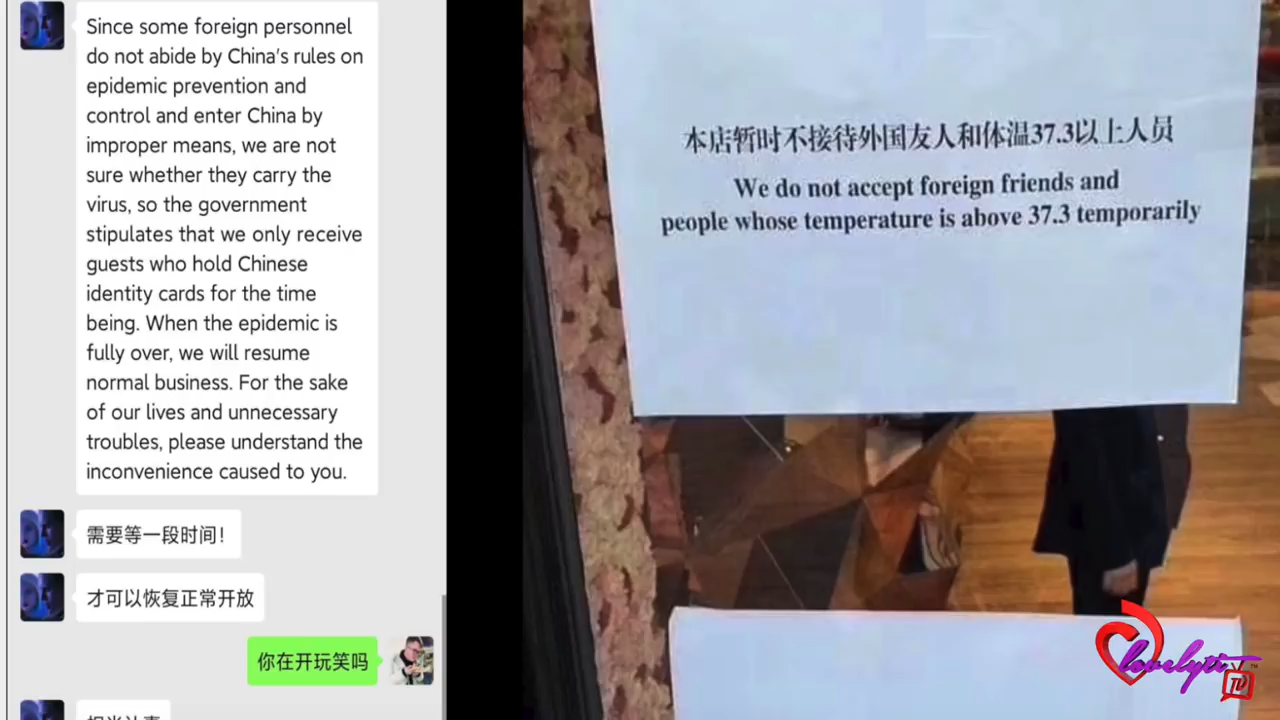 Since some foreign personnel
do not abide by China's rules on
epidemic prevention and
control and enter China by
improper means, we are not
sure whether they carry the
virus, so the government
stipulates that we only receive
guests who hold Chinese
identity cards for the time
being. When the epidemic is
fully over, we will resume
normal business. For the sake
of our lives and unnecessary
troubles, please understand the
inconvenience caused to you.
需要等一段时间!
才可以恢复正常开放
你在开玩笑吗
本店暂时不接待外国友人和体温37.3以上人员
We do not accept foreign friends and
people whose temperature is above 37.3 temporarily
lovelyti
TV